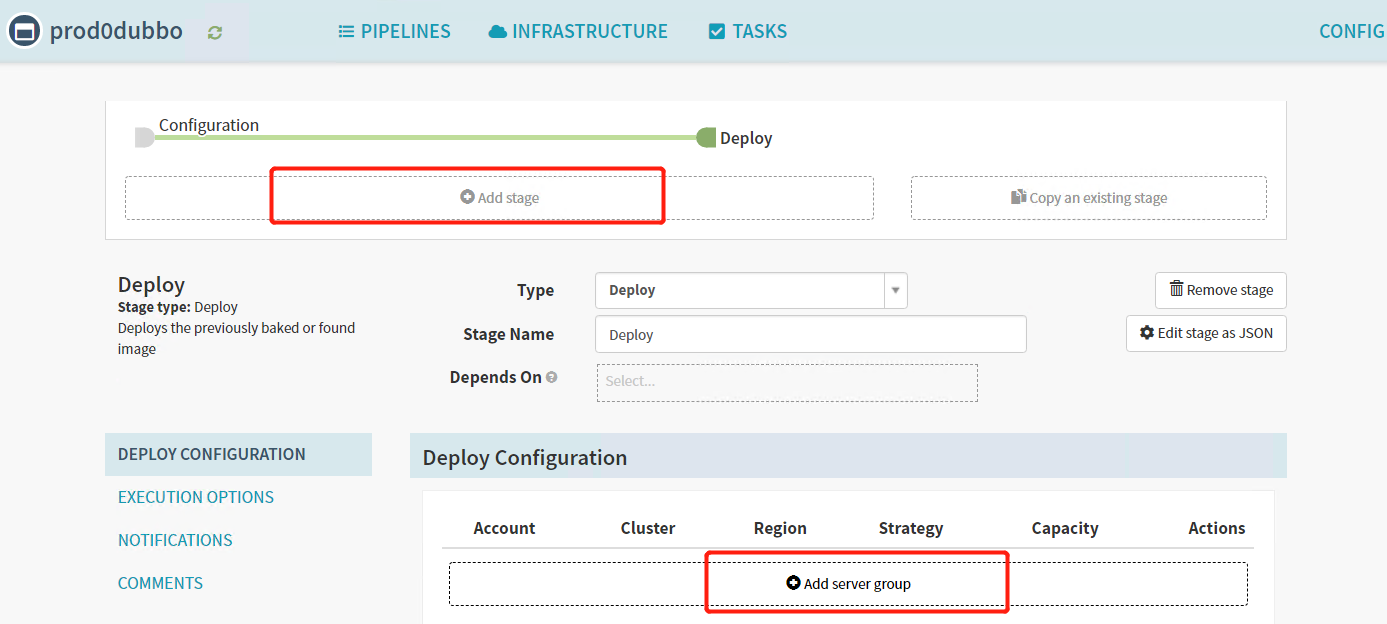 prod0dubbo
PIPELINES
INFRASTRUCTURE
TASKS
CONFIG
Configuration
Deploy
Add stage
Copy an existing stage
Deploy
Stage type: Deploy
Deploys the previously baked or found
image
Type
Deploy
Remove stage
Stage Name
Deploy
Edit stage as JSON
Depends On
Select...
DEPLOY CONFIGURATION
EXECUTION OPTIONS
NOTIFICATIONS
COMMENTS
Deploy Configuration
Account Cluster Region Strategy Capacity Actions
Add server group